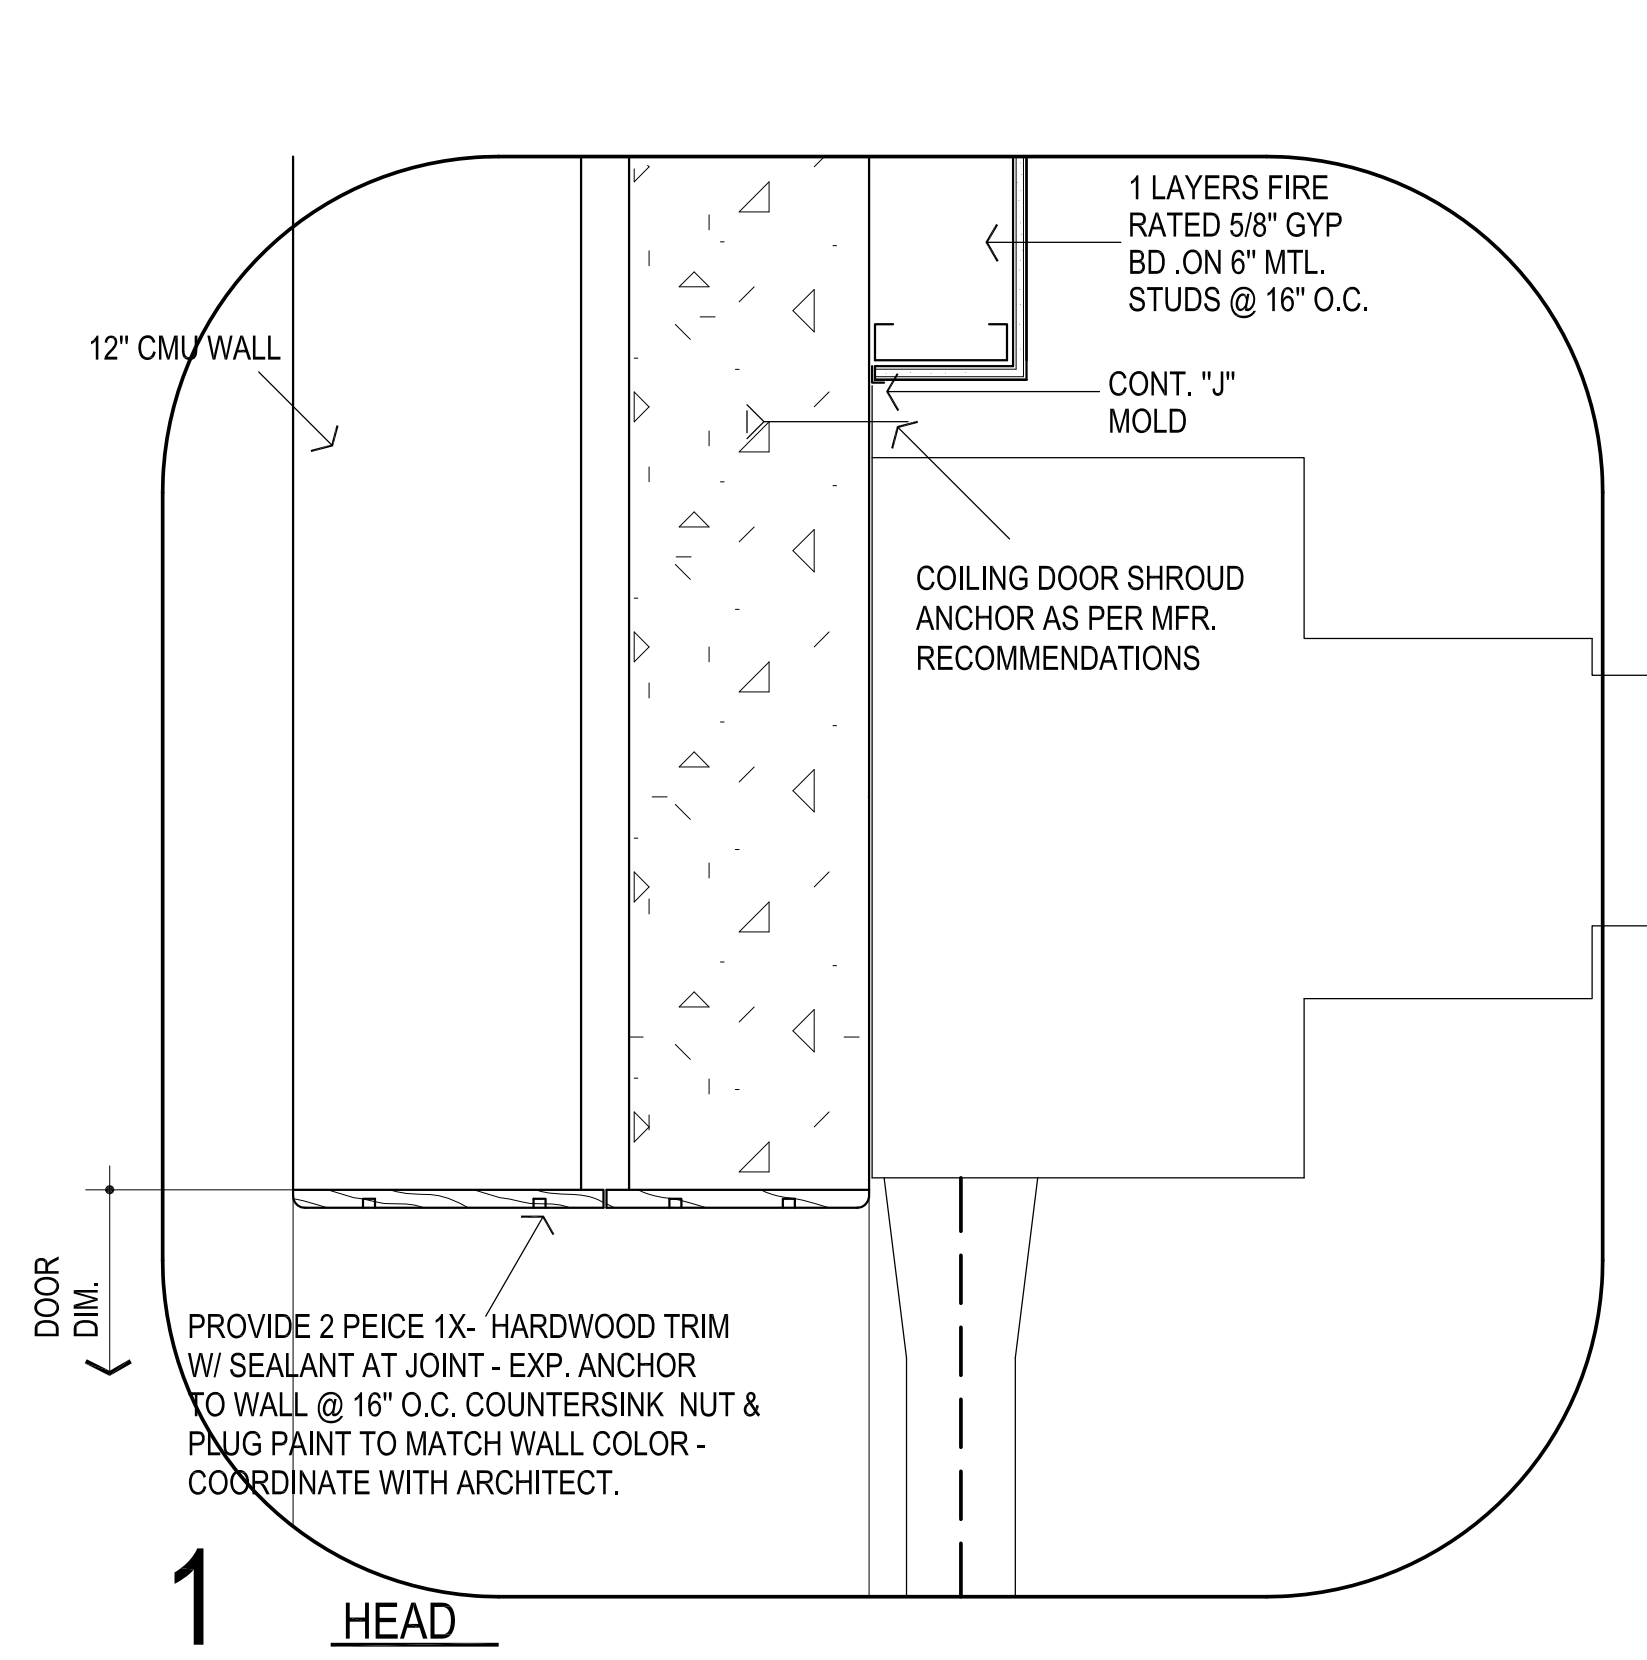 1 LAYERS FIRE
RATED 5/8" GYP
BD .ON 6" MTL.
STUDS @ 16" O.C.
12" CMU WALL
CONT. "J"
MOLD
COILING DOOR SHROUD
ANCHOR AS PER MFR.
RECOMMENDATIONS
DOOR
DIM.
PROVIDE 2 PEICE 1X- HARDWOOD TRIM
W/ SEALANT AT JOINT - EXP. ANCHOR
TO WALL @ 16" O.C. COUNTERSINK NUT &
PLUG PAINT TO MATCH WALL COLOR -
COORDINATE WITH ARCHITECT.
1
HEAD